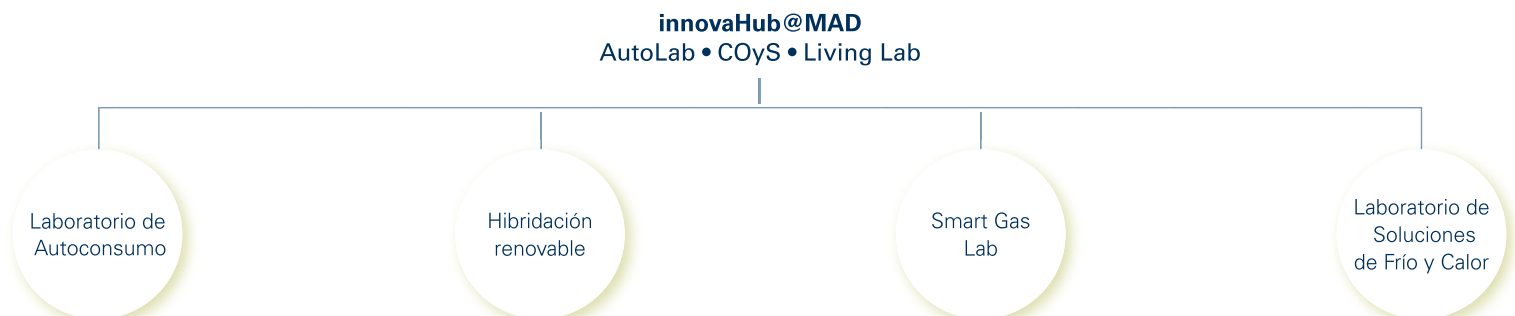 innovaHub@MAD
AutoLab • COyS • Living Lab
Laboratorio de
Autoconsumo
Hibridación
renovable
Smart Gas
Lab
Laboratorio de
Soluciones
de Frío y Calor